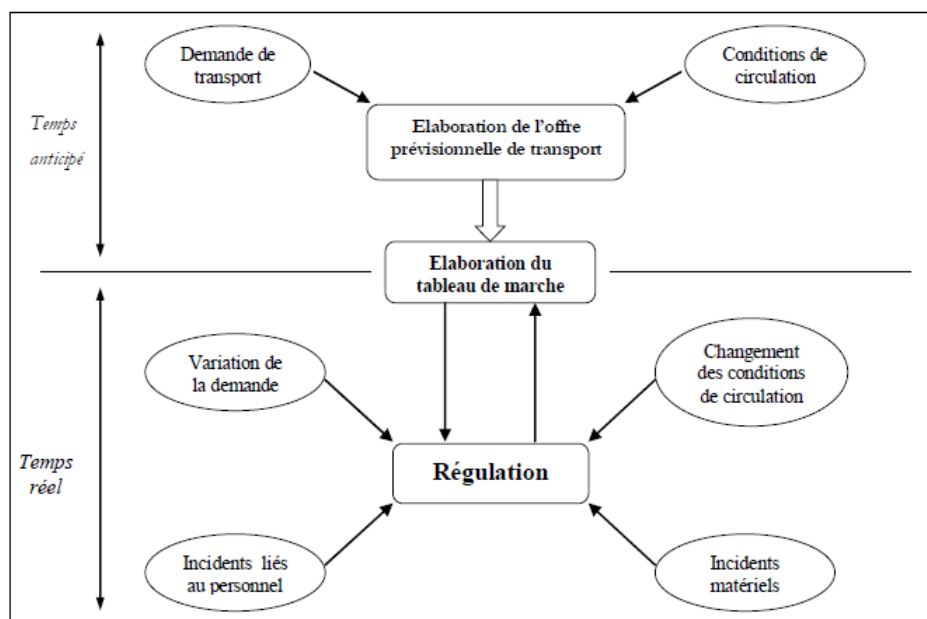 Demande de
transport
Conditions de
circulation
Temps
anticipé
Elaboration de l'offre
prévisionnelle de transport
Elaboration du
tableau de marche
Variation de
la demande
Changement
des conditions
de circulation
Temps
réel
Régulation
Incidents liés
au personnel
Incidents
matériels